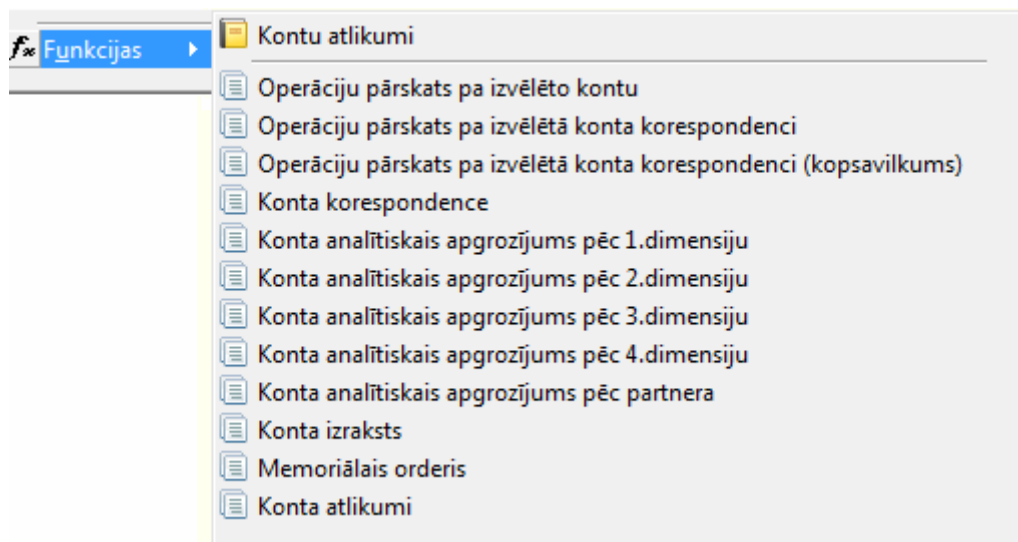 Funkcijas
Kontu atlikumi
Operāciju pārskats pa izvēlēto kontu
Operāciju pārskats pa izvēlētā konta korespondenci
Operāciju pārskats pa izvēlētā konta korespondenci (kopsavilkums)
Konta korespondence
Konta analītiskais apgrozījums pēc 1.dimensiju
Konta analītiskais apgrozījums pēc 2.dimensiju
Konta analītiskais apgrozījums pēc 3.dimensiju
Konta analītiskais apgrozījums pēc 4.dimensiju
Konta analītiskais apgrozījums pēc partnera
Konta izraksts
Memoriālais orderis
Konta atlikumi